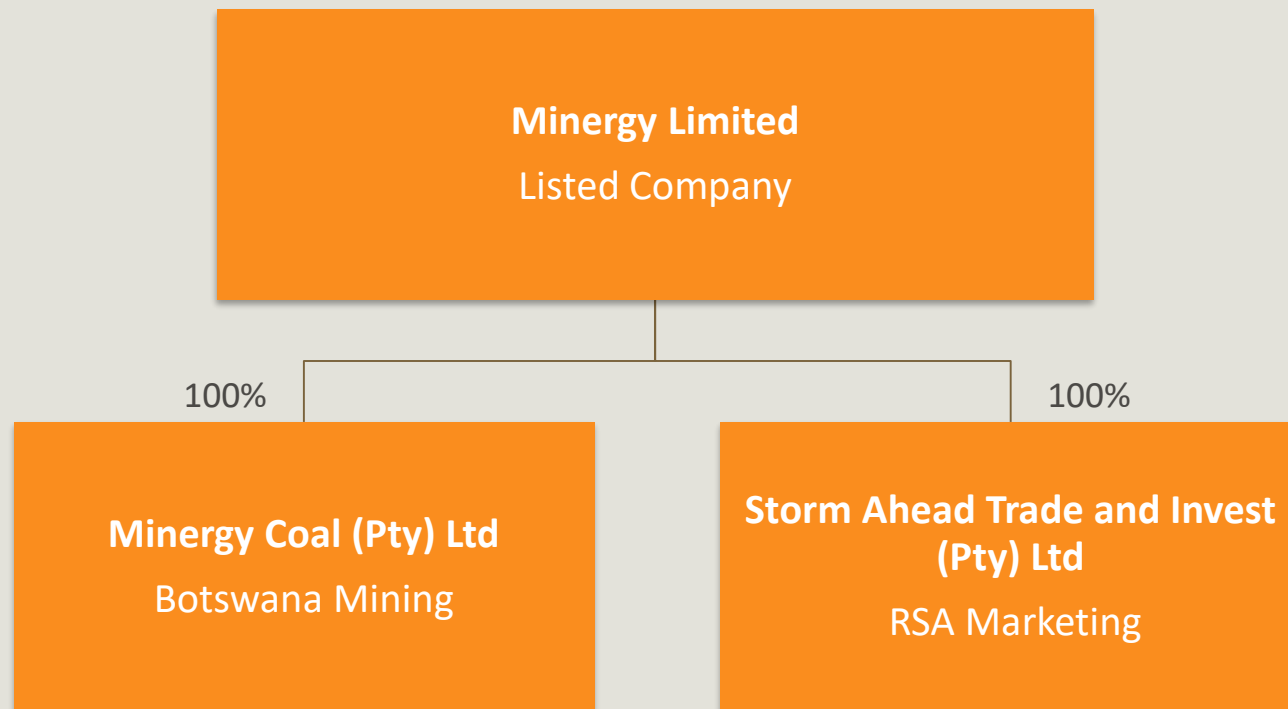 Minergy Limited
Listed Company
100%
100%
Minergy Coal (Pty) Ltd
Botswana Mining
Storm Ahead Trade and Invest
(Pty) Ltd
RSA Marketing